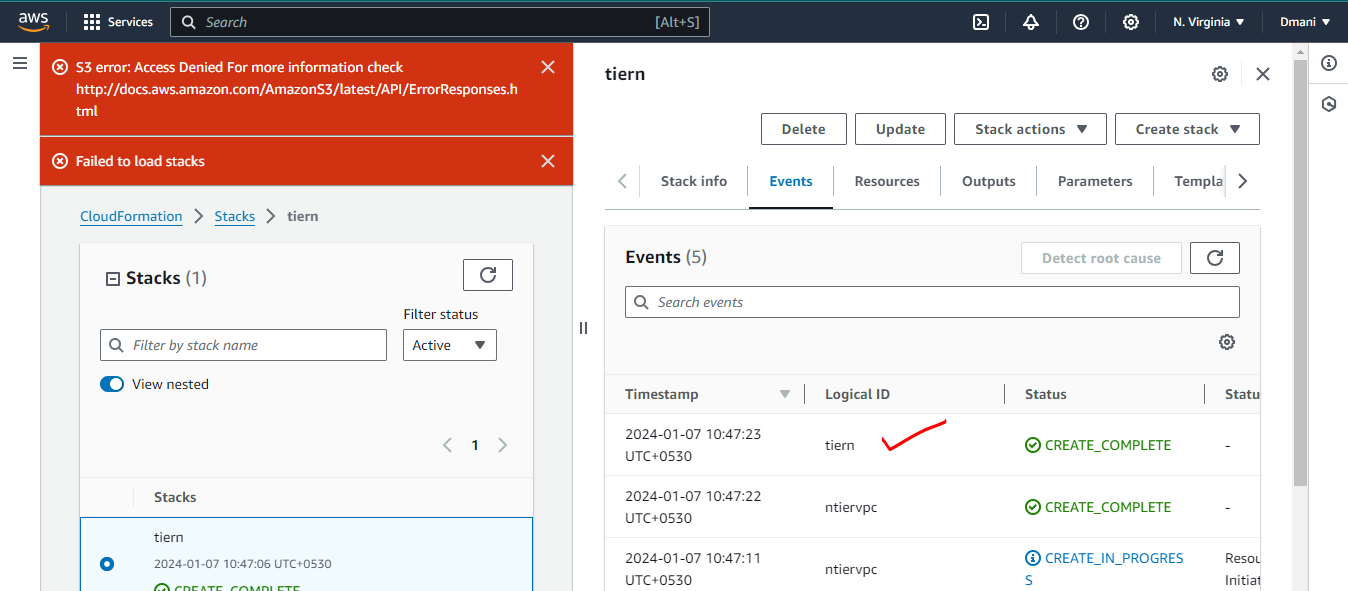 aws
Services
Search
[Alt+S]
N. Virginia
Dmani
S3 error: Access Denied For more information check
http://docs.aws.amazon.com/AmazonS3/latest/API/ErrorResponses.h
tml
Failed to load stacks
CloudFormation
Stacks
tiern
Stacks (1)
Filter status
Filter by stack name
Active
View nested
1
Stacks
tiern
2024-01-07 10:47:06 UTC+0530
CREATE_COMPLETE
tiern
Delete
Update
Stack actions
Create stack
Stack info
Events
Resources
Outputs
Parameters
Templa
Events (5)
Detect root cause
Search events
Timestamp
Logical ID
Status
Statu
2024-01-07 10:47:23
UTC+0530
tiern
CREATE_COMPLETE
-
2024-01-07 10:47:22
UTC+0530
ntiervpc
CREATE_COMPLETE
-
2024-01-07 10:47:11
UTC+0530
ntiervpc
CREATE_IN_PROGRES
S
Resou
Initiat